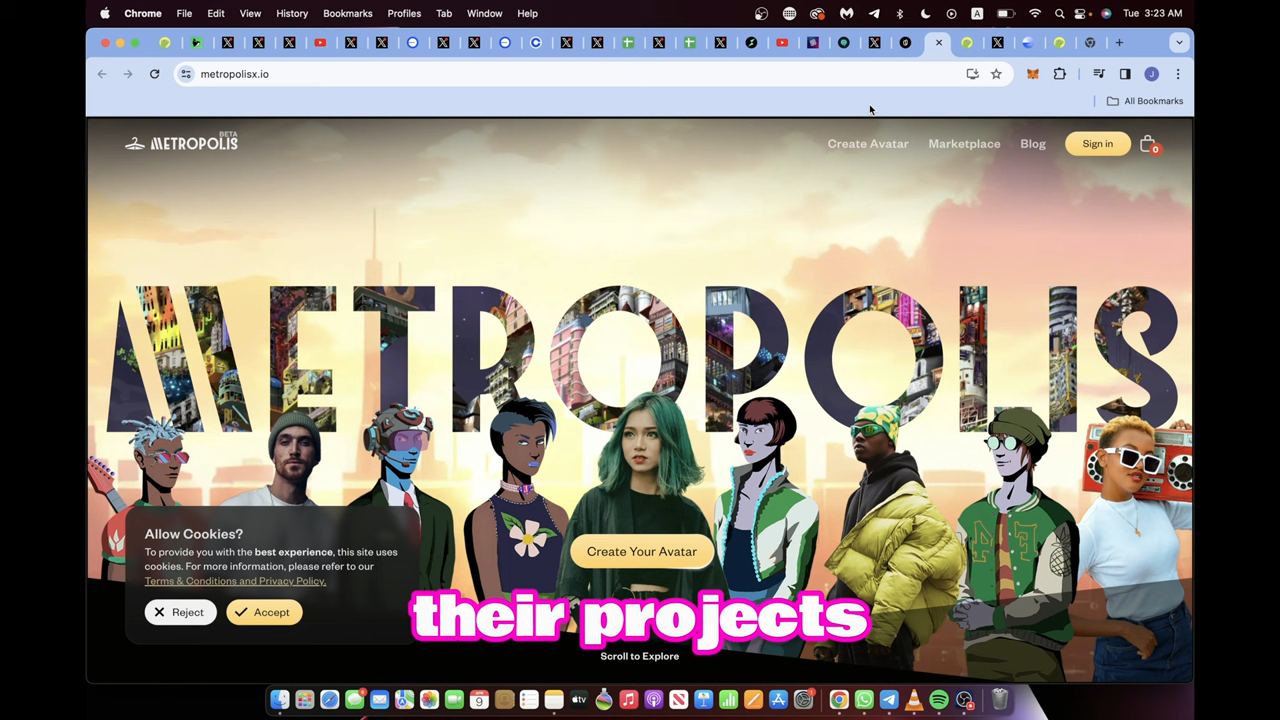 Chrome File Edit View History Bookmarks Profiles Tab Window Help
A
Tue 3:23 AM
metropolisx.io
J
All Bookmarks
BETA
METROPOLIS
Create Avatar Marketplace Blog Sign in 0
METROPOLIS
Allow Cookies?
To provide you with the best experience, this site uses
cookies. For more information, please refer to our
Terms & Conditions and Privacy Policy.
Reject Accept
Create Your Avatar
their projects
Scroll to Explore